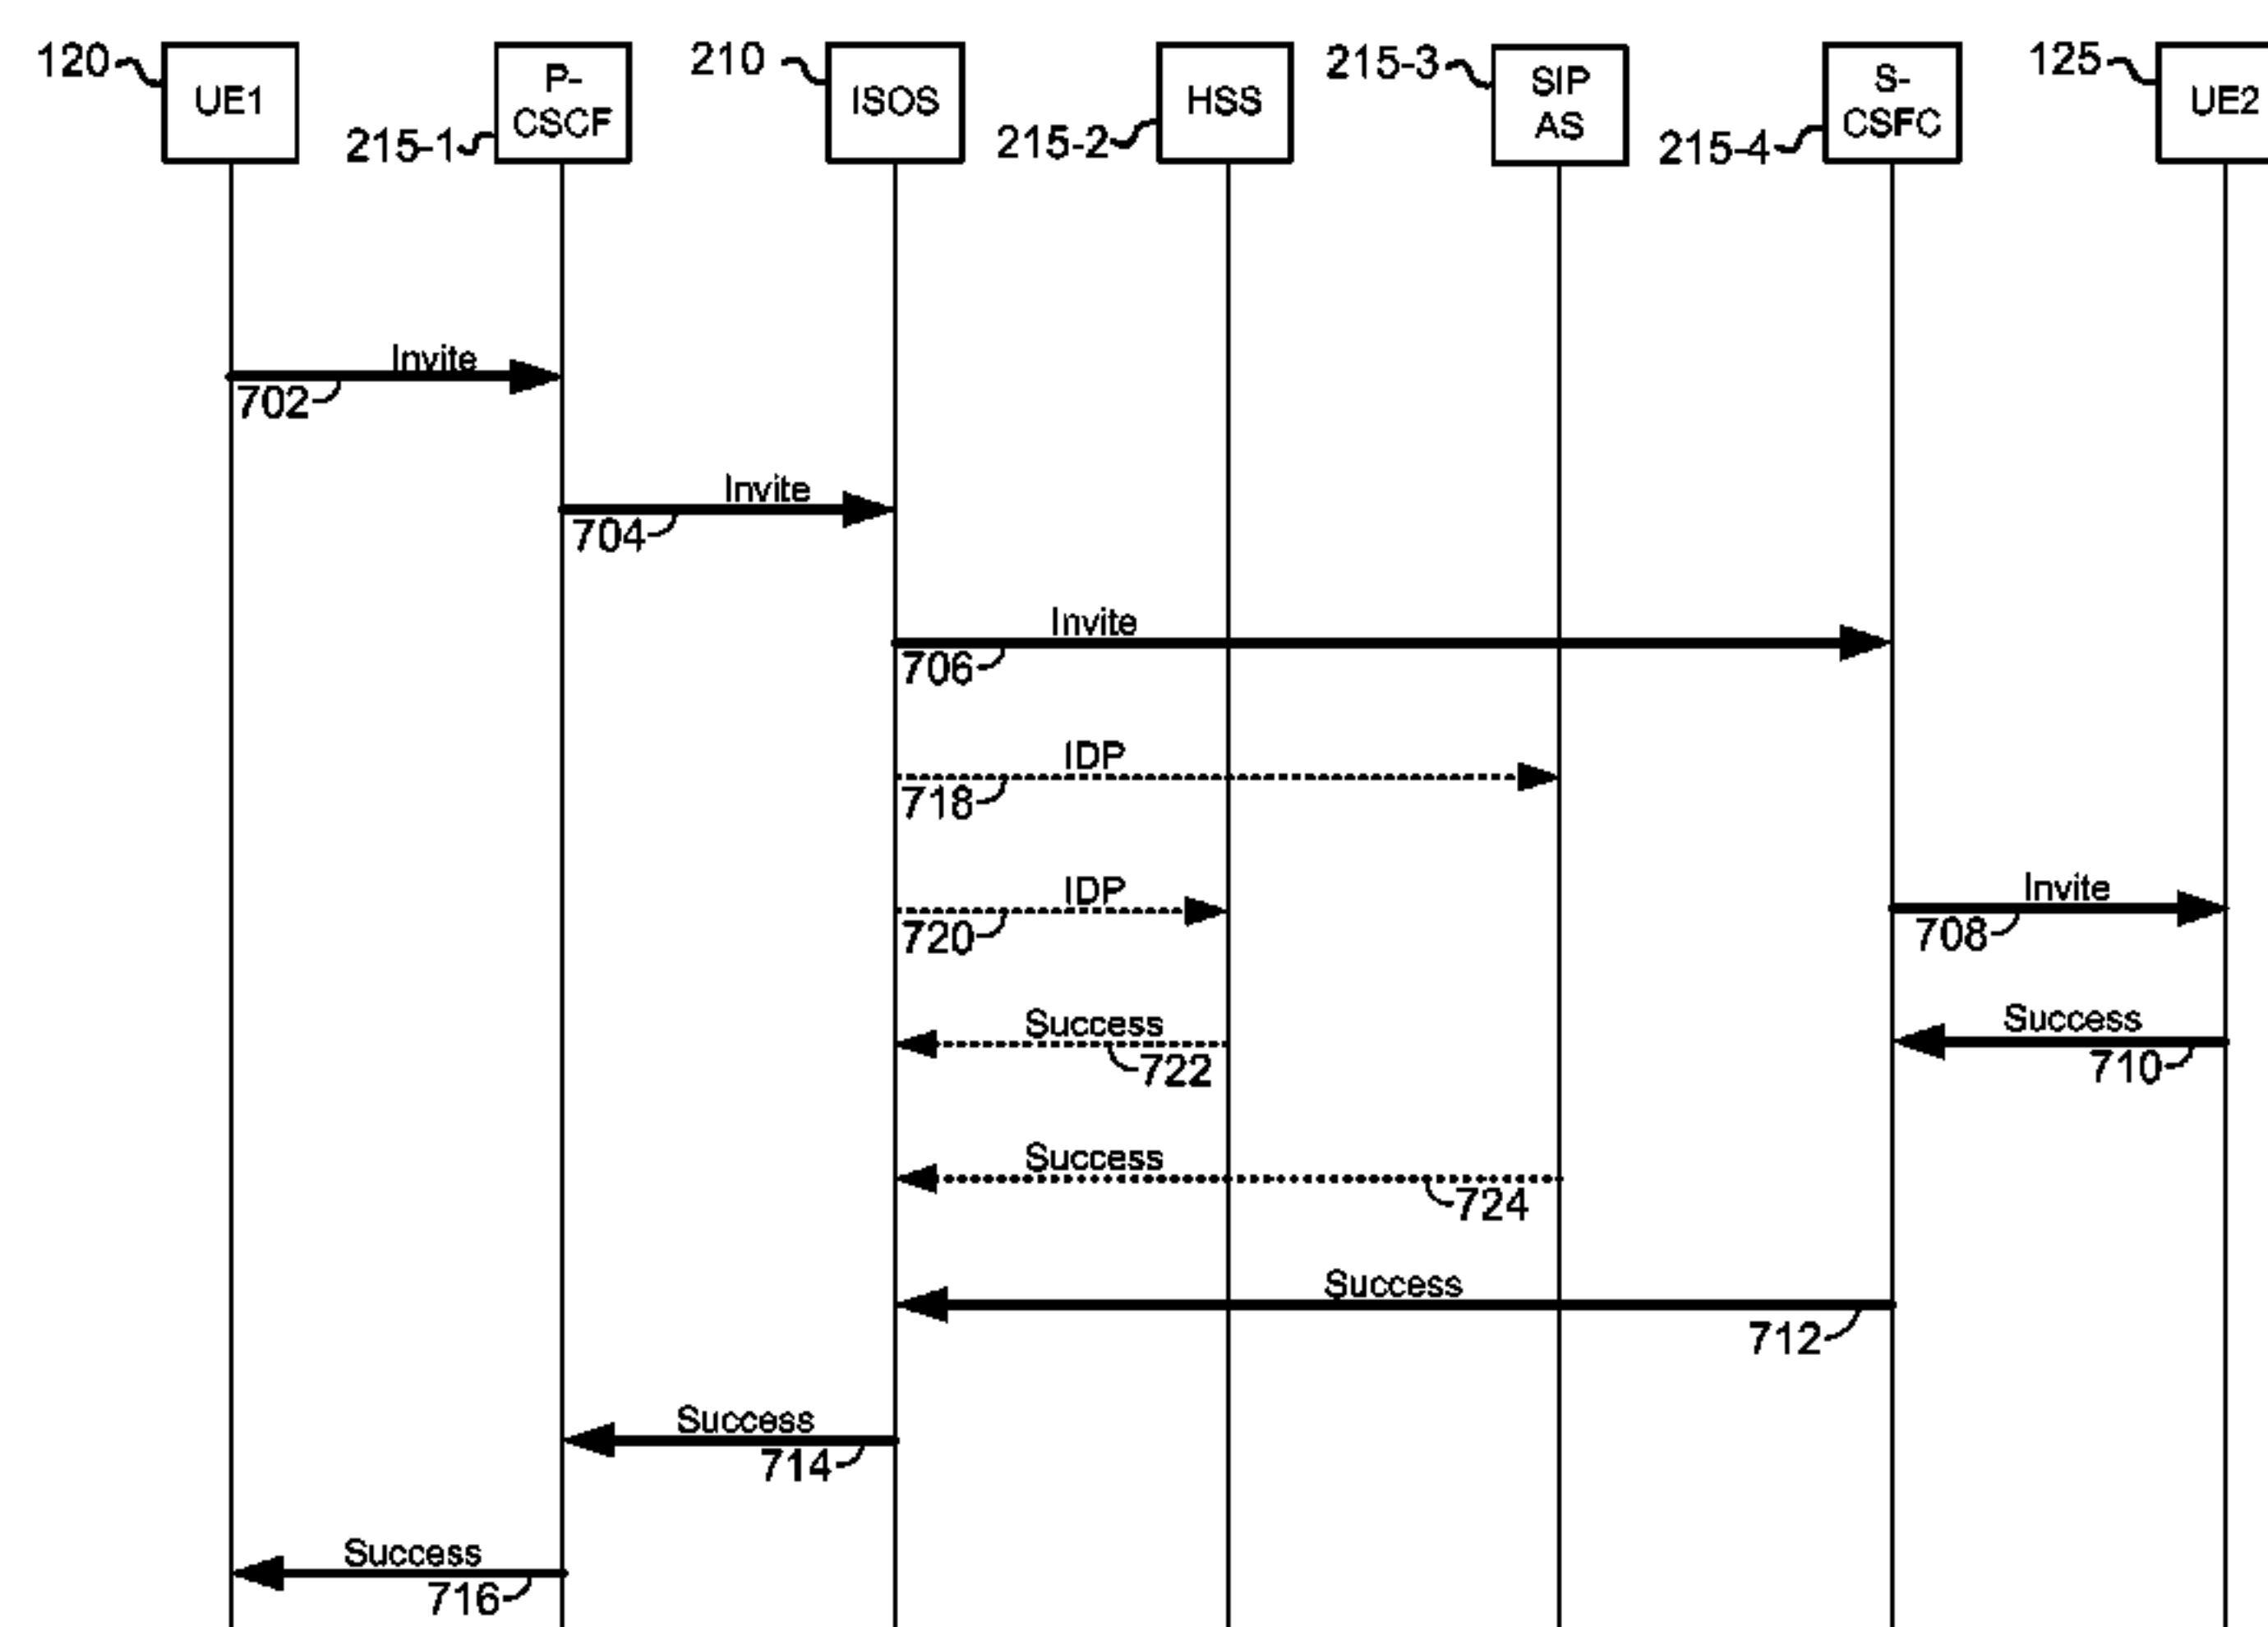 120
UE1
215-1
P-
CSCF
210
ISOS
215-2
HSS
215-3
SIP
AS
215-4
S-
CSFC
125
UE2
Invite
702
Invite
704
Invite
706
IDP
718
IDP
720
Invite
708
Success
722
Success
710
Success
724
Success
712
Success
714
Success
716